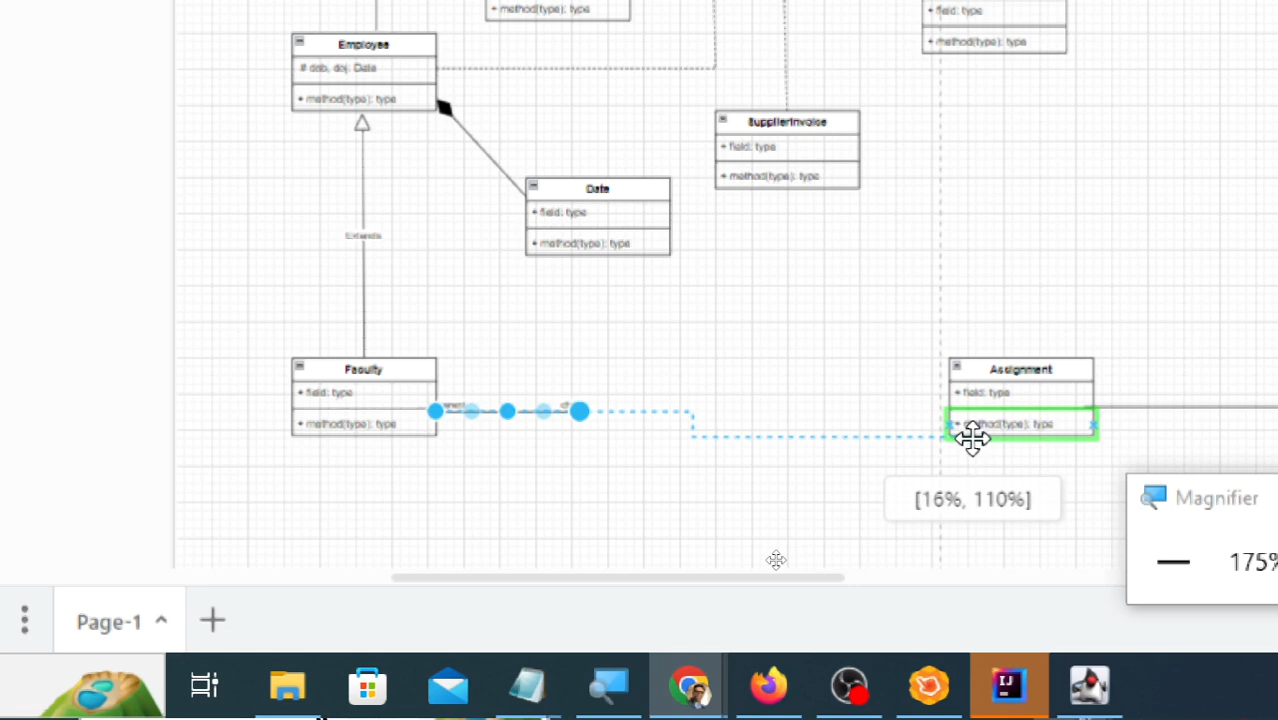 + method(type): type
+ field: type
+ method(type): type
Employee
# dob, doj: Date
+ method(type): type
SupplierInvoice
+ field: type
+ method(type): type
Date
+ field: type
+ method(type): type
Extends
Faculty
+ field: type
+ method(type): type
Assignment
+ field: type
+ method(type): type
[16%, 110%]
Magnifier
175%
Page-1
IJ